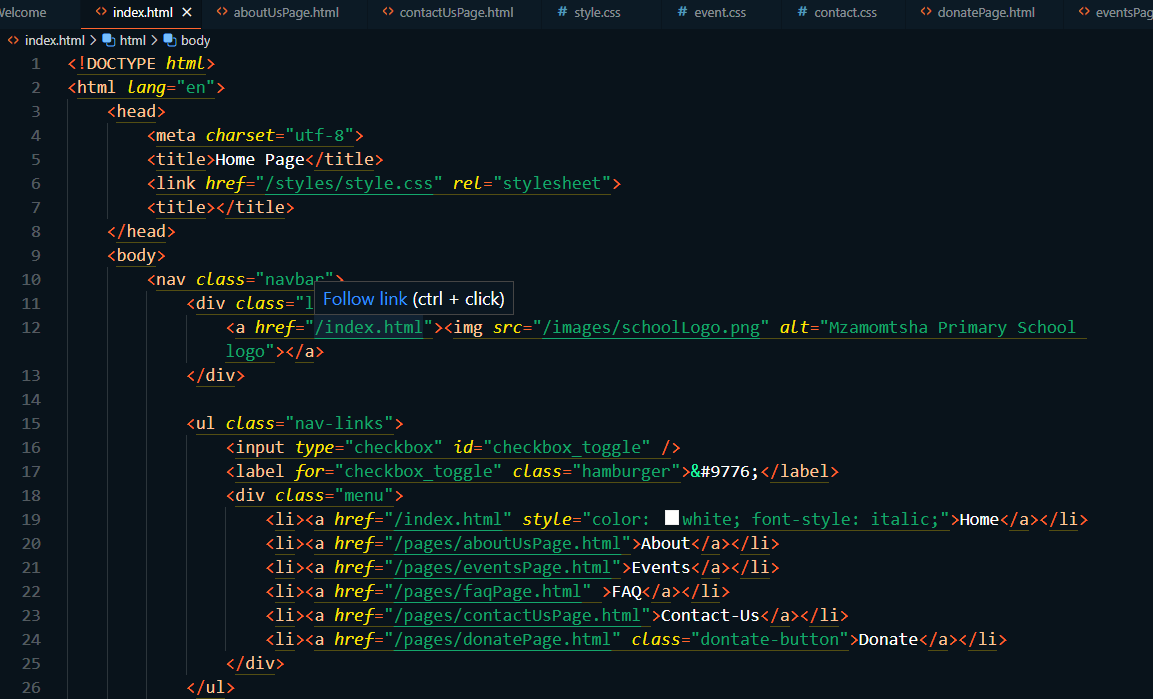 index.html aboutUsPage.html contactUsPage.html # style.css # event.css # contact.css donatePage.html
index.html > html > body
1 <!DOCTYPE html>
2 <html lang="en">
3 <head>
4 <meta charset="utf-8">
5 <title>Home Page</title>
6 <link href="/styles/style.css" rel="stylesheet">
7 <title></title>
8 </head>
9 <body>
10 <nav class="navbar">
11 <div class="l
Follow link (ctrl + click)
12 <a href="/index.html"><img src="/images/schoolLogo.png" alt="Mzamomtsha Primary School
logo"></a>
13 </div>
14
15 <ul class="nav-links">
16 <input type="checkbox" id="checkbox_toggle" />
17 <label for="checkbox_toggle" class="hamburger">&#9776;</label>
18 <div class="menu">
19 <li><a href="/index.html" style="color: white; font-style: italic;">Home</a></li>
20 <li><a href="/pages/aboutUsPage.html">About</a></li>
21 <li><a href="/pages/eventsPage.html">Events</a></li>
22 <li><a href="/pages/faqPage.html" >FAQ</a></li>
23 <li><a href="/pages/contactUsPage.html">Contact-Us</a></li>
24 <li><a href="/pages/donatePage.html" class="dontate-button">Donate</a></li>
25 </div>
26 </ul>